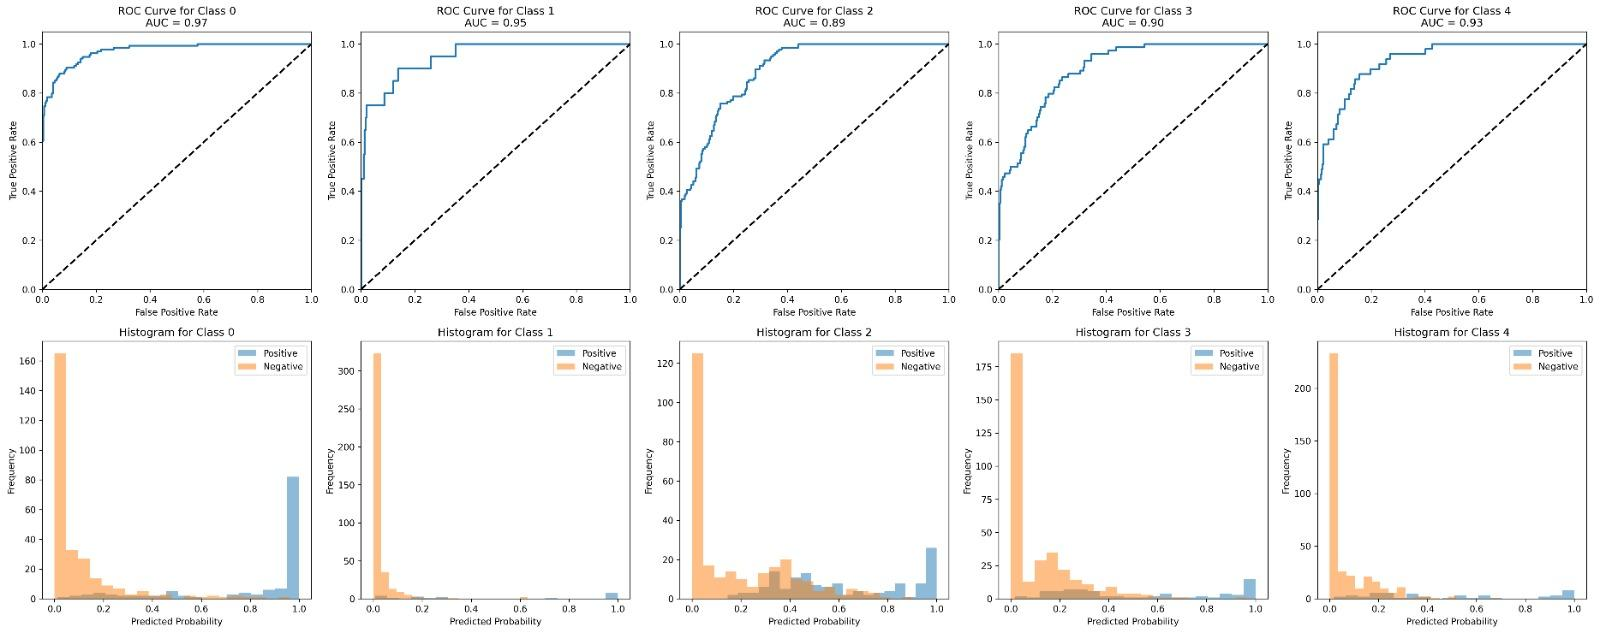 ROC Curve for Class 0
AUC = 0.97
1.0
0.8
0.6
0.4
0.2
0.0
True Positive Rate
0.0 0.2 0.4 0.6 0.8 1.0
False Positive Rate
ROC Curve for Class 1
AUC = 0.95
1.0
0.8
0.6
0.4
0.2
0.0
True Positive Rate
0.0 0.2 0.4 0.6 0.8 1.0
False Positive Rate
ROC Curve for Class 2
AUC = 0.89
1.0
0.8
0.6
0.4
0.2
0.0
True Positive Rate
0.0 0.2 0.4 0.6 0.8 1.0
False Positive Rate
ROC Curve for Class 3
AUC = 0.90
1.0
0.8
0.6
0.4
0.2
0.0
True Positive Rate
0.0 0.2 0.4 0.6 0.8 1.0
False Positive Rate
ROC Curve for Class 4
AUC = 0.93
1.0
0.8
0.6
0.4
0.2
0.0
True Positive Rate
0.0 0.2 0.4 0.6 0.8 1.0
False Positive Rate
Histogram for Class 0
Positive
Negative
160
140
120
100
80
60
40
20
0
Frequency
0.0 0.2 0.4 0.6 0.8 1.0
Predicted Probability
Histogram for Class 1
Positive
Negative
300
250
200
150
100
50
0
Frequency
0.0 0.2 0.4 0.6 0.8 1.0
Predicted Probability
Histogram for Class 2
Positive
Negative
120
100
80
60
40
20
0
Frequency
0.0 0.2 0.4 0.6 0.8 1.0
Predicted Probability
Histogram for Class 3
Positive
Negative
175
150
125
100
75
50
25
0
Frequency
0.0 0.2 0.4 0.6 0.8 1.0
Predicted Probability
Histogram for Class 4
Positive
Negative
200
150
100
50
0
Frequency
0.0 0.2 0.4 0.6 0.8 1.0
Predicted Probability